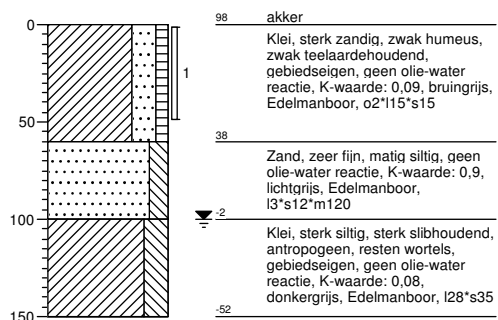 0
50
100
150
1
98 akker
Klei, sterk zandig, zwak humeus,
zwak teelaardehoudend,
gebiedseigen, geen olie-water
reactie, K-waarde: 0,09, bruingrijs,
Edelmanboor, o2*l15*s15
38
Zand, zeer fijn, matig siltig, geen
olie-water reactie, K-waarde: 0,9,
lichtgrijs, Edelmanboor,
l3*s12*m120
-2
Klei, sterk siltig, sterk slibhoudend,
antropogeen, resten wortels,
gebiedseigen, geen olie-water
reactie, K-waarde: 0,08,
donkergrijs, Edelmanboor, l28*s35
-52